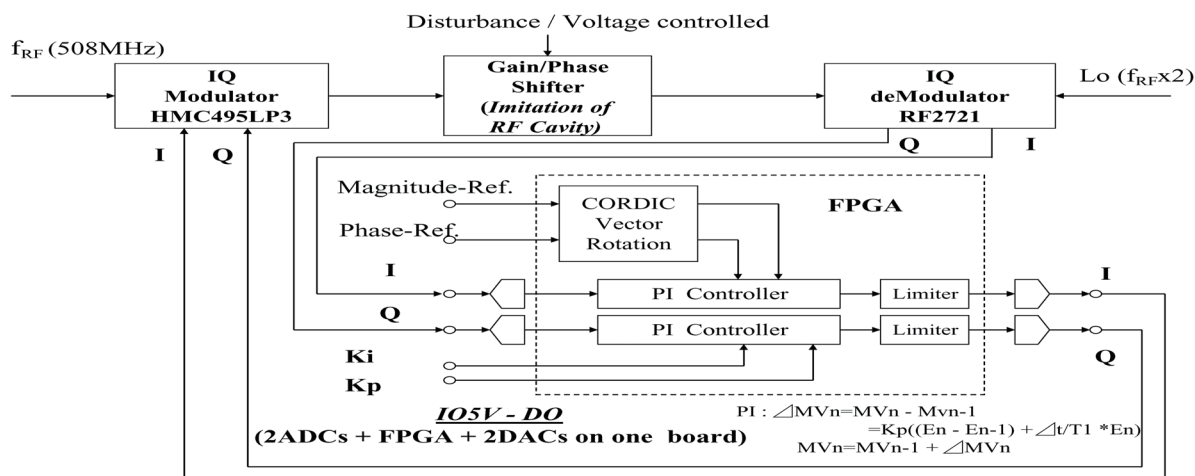 Disturbance / Voltage controlled
fRF (508MHz)
IQ
Modulator
HMC495LP3
Gain/Phase
Shifter
(Imitation of
RF Cavity)
IQ
deModulator
RF2721
Lo (fRFx2)
I
Q
Q
I
Magnitude-Ref.
Phase-Ref.
CORDIC
Vector
Rotation
FPGA
I
PI Controller
Limiter
I
Q
PI Controller
Limiter
Q
Ki
Kp
IO5V - DO
(2ADCs + FPGA + 2DACs on one board)
PI : ⊿MVn=MVn - Mvn-1
=Kp((En - En-1) + ⊿t/T1 *En)
MVn=MVn-1 + ⊿MVn